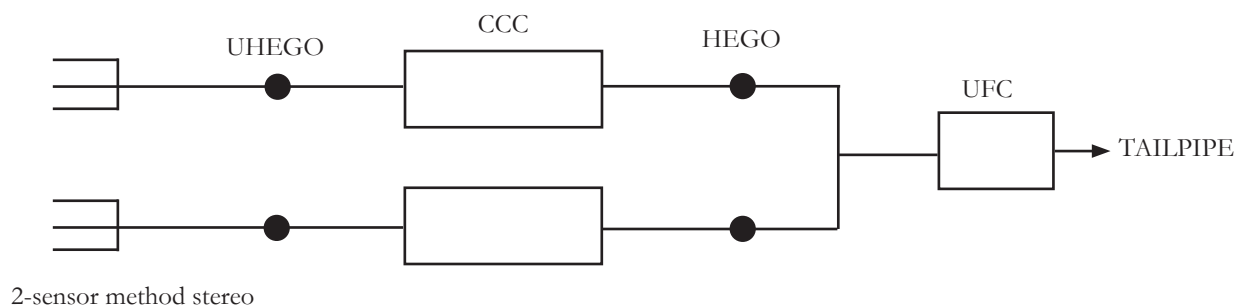 CCC
HEGO
UHEGO
UFC
TAILPIPE
2-sensor method stereo